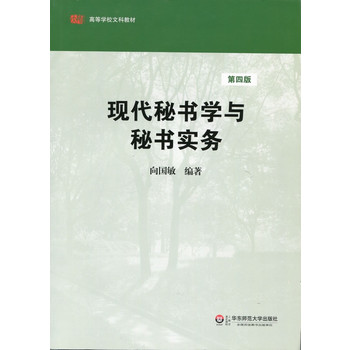 高等学校文科教材
第四版
现代秘书学与
秘书实务
向国敏 编著
华东师范大学出版社